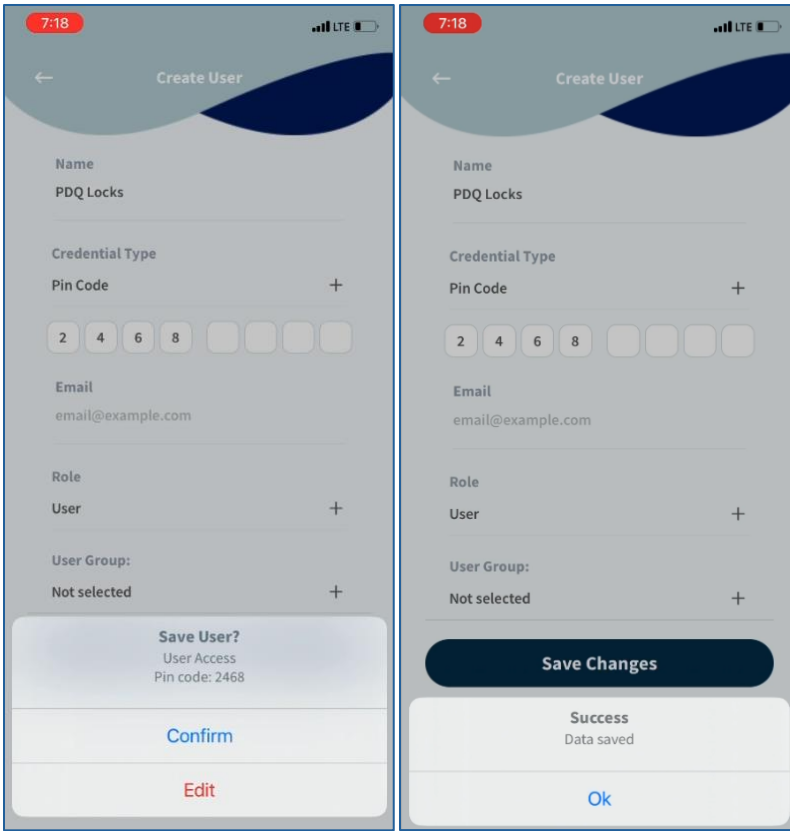 7:18
LTE
Create User
Name
PDQ Locks
Credential Type
Pin Code +
2 4 6 8
Email
email@example.com
Role
User +
User Group:
Not selected +
Save User?
User Access
Pin code: 2468
Confirm
Edit
7:18
LTE
Create User
Name
PDQ Locks
Credential Type
Pin Code +
2 4 6 8
Email
email@example.com
Role
User +
User Group:
Not selected +
Save Changes
Success
Data saved
Ok